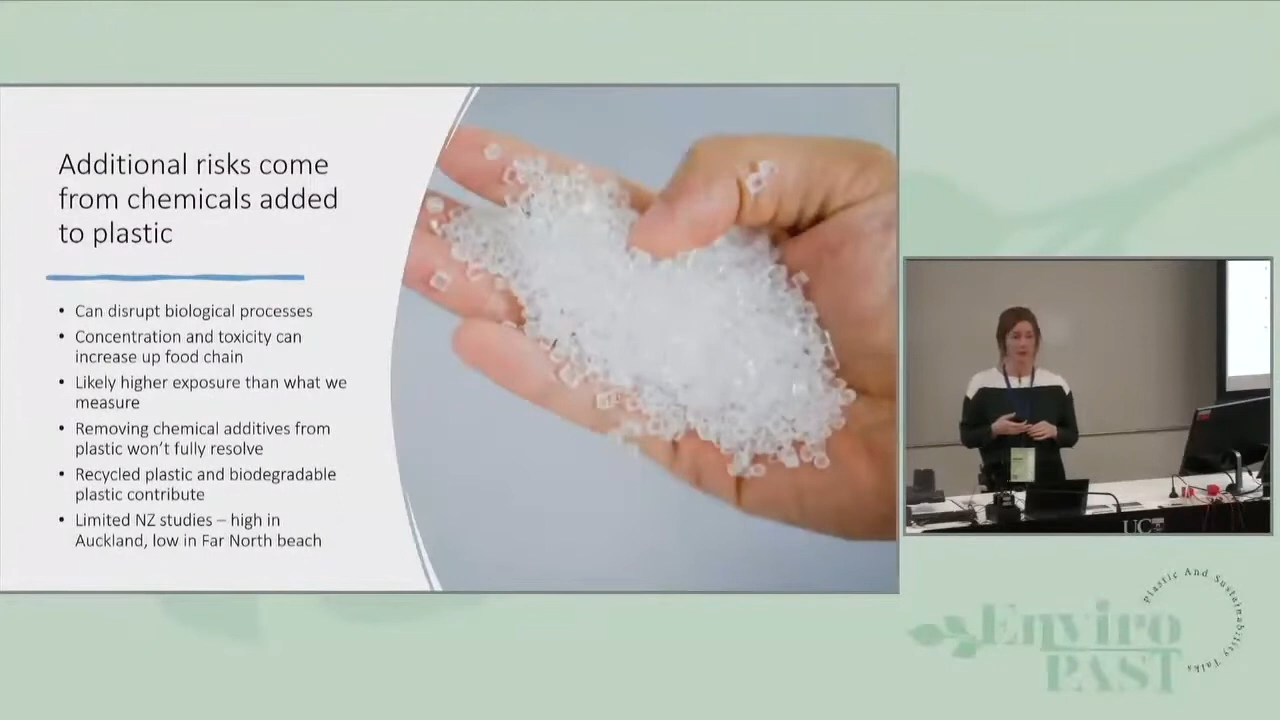 Additional risks come
from chemicals added
to plastic
• Can disrupt biological processes
• Concentration and toxicity can
increase up food chain
• Likely higher exposure than what we
measure
• Removing chemical additives from
plastic won't fully resolve
• Recycled plastic and biodegradable
plastic contribute
• Limited NZ studies – high in
Auckland, low in Far North beach
UC
Plastic And Sustainability Talks
Enviro
PAST